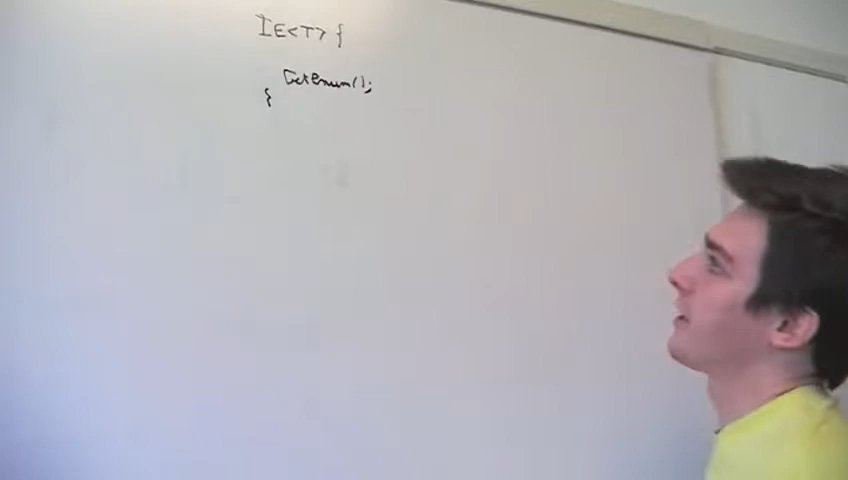 IE<T> {
GetEnum();
{